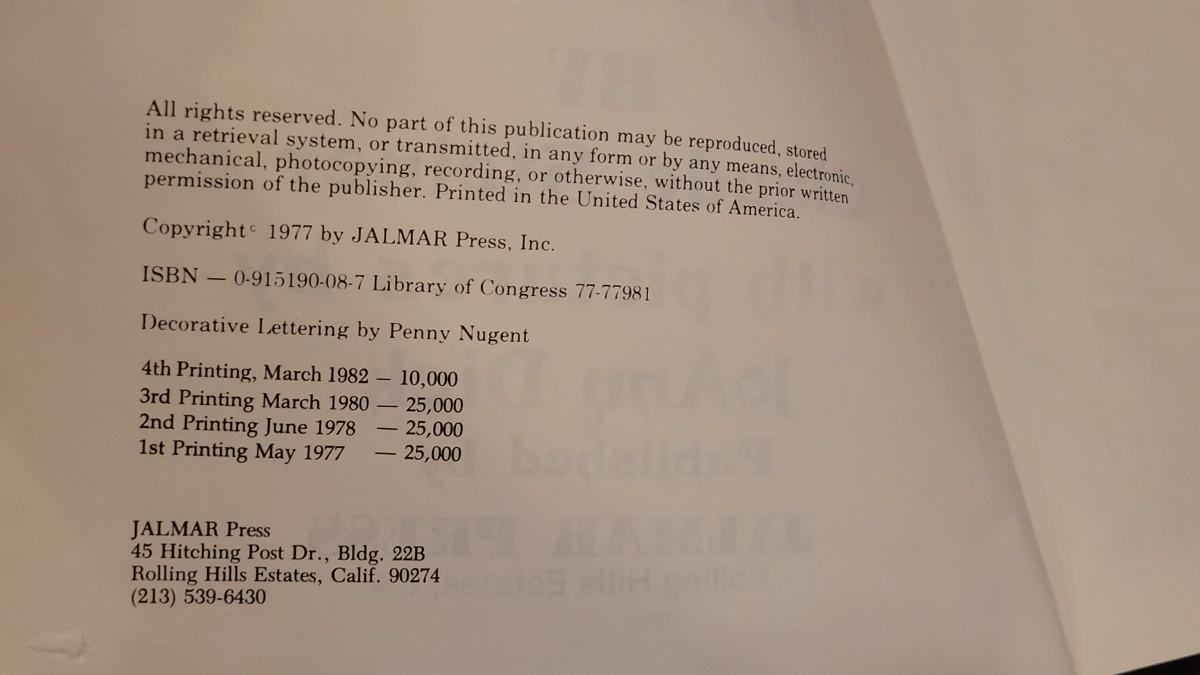 All rights reserved. No part of this publication may be reproduced, stored
in a retrieval system, or transmitted, in any form or by any means, electronic,
mechanical, photocopying, recording, or otherwise, without the prior written
permission of the publisher. Printed in the United States of America.
Copyright© 1977 by JALMAR Press, Inc.
ISBN — 0-915190-08-7 Library of Congress 77-77981
Decorative Lettering by Penny Nugent
4th Printing, March 1982 — 10,000
3rd Printing March 1980 — 25,000
2nd Printing June 1978 — 25,000
1st Printing May 1977 — 25,000
JALMAR Press
45 Hitching Post Dr., Bldg. 22B
Rolling Hills Estates, Calif. 90274
(213) 539-6430